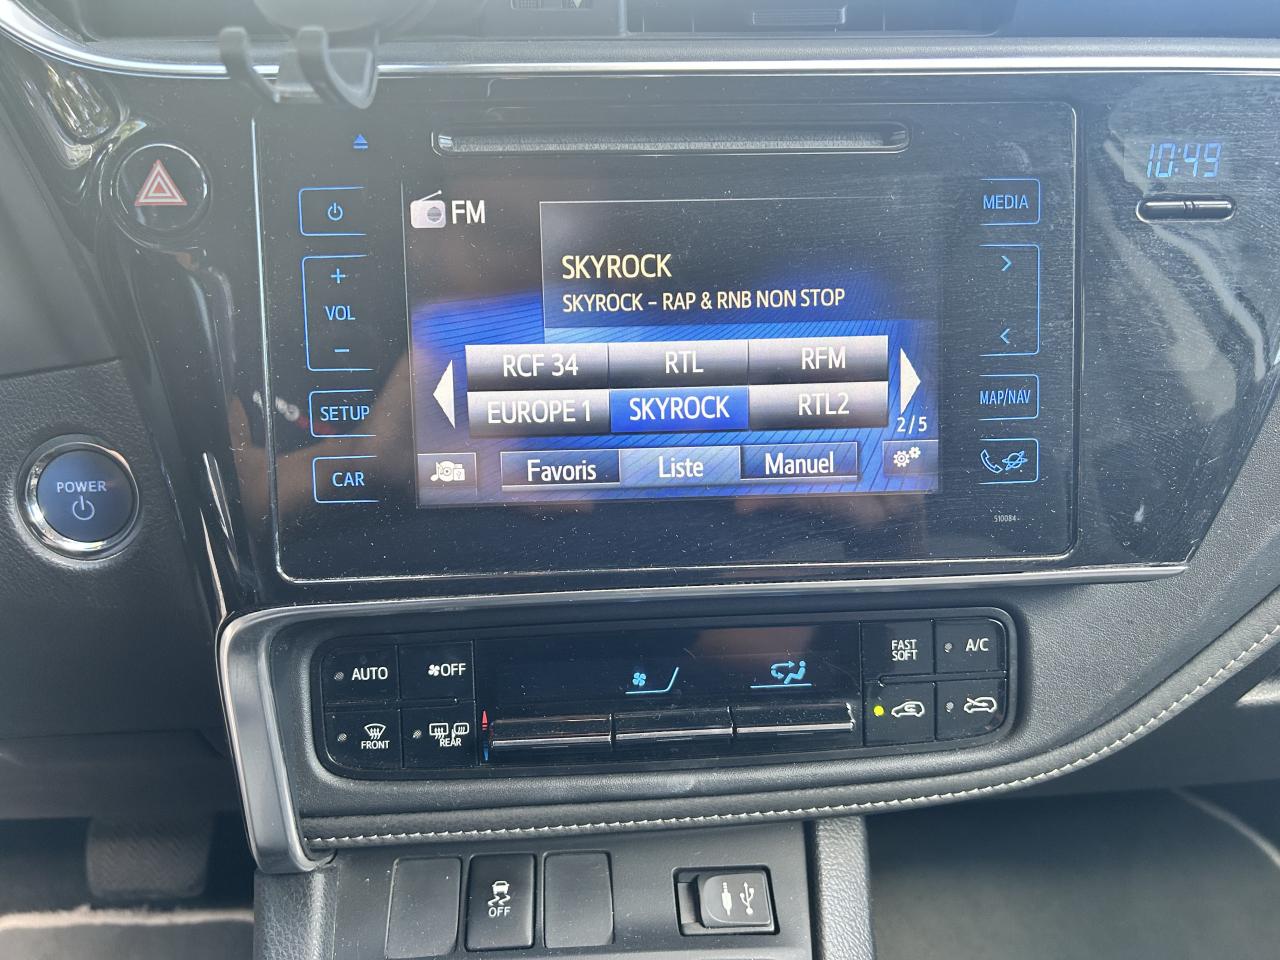 10:49
FM
MEDIA
SKYROCK
SKYROCK - RAP & RNB NON STOP
+
VOL
-
RCF 34 RTL RFM
EUROPE 1 SKYROCK RTL2
2/5
SETUP
MAP/NAV
CAR
Favoris Liste Manuel
POWER
510084
AUTO
OFF
FRONT
REAR
FAST
SOFT
A/C
OFF